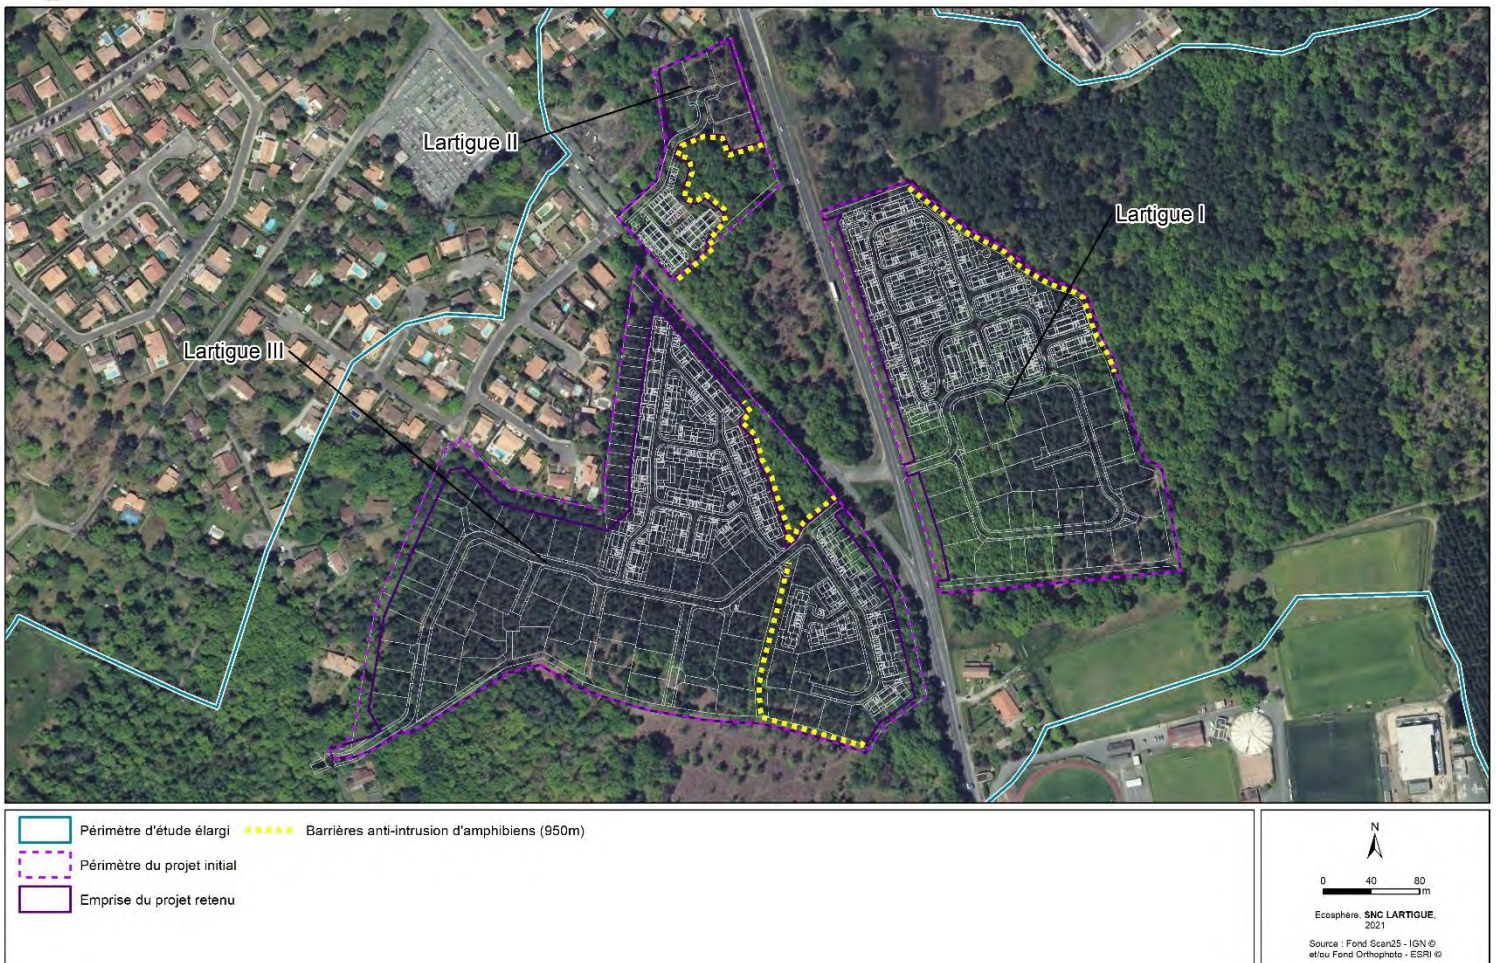 Lartigue II
Lartigue I
Lartigue III
Périmètre d'étude élargi
Barrières anti-intrusion d'amphibiens (950m)
Périmètre du projet initial
Emprise du projet retenu
N
0 40 80
m
Ecosphère, SNC LARTIGUE,
2021
Source : Fond Scan25 - IGN ©
et/ou Fond Orthophoto - ESRI ©